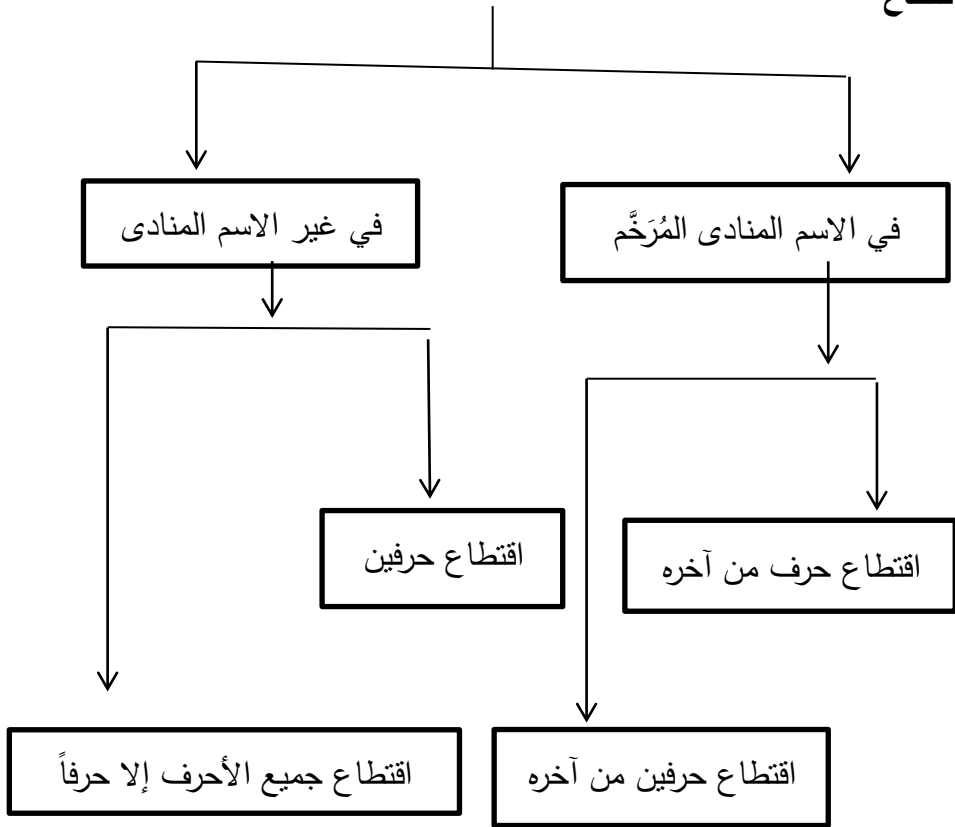 في الاسم المنادى المُرَخَّم
في غير الاسم المنادى
اقتطاع حرف من آخره
اقتطاع حرفين
اقتطاع حرفين من آخره
اقتطاع جميع الأحرف إلا حرفاً